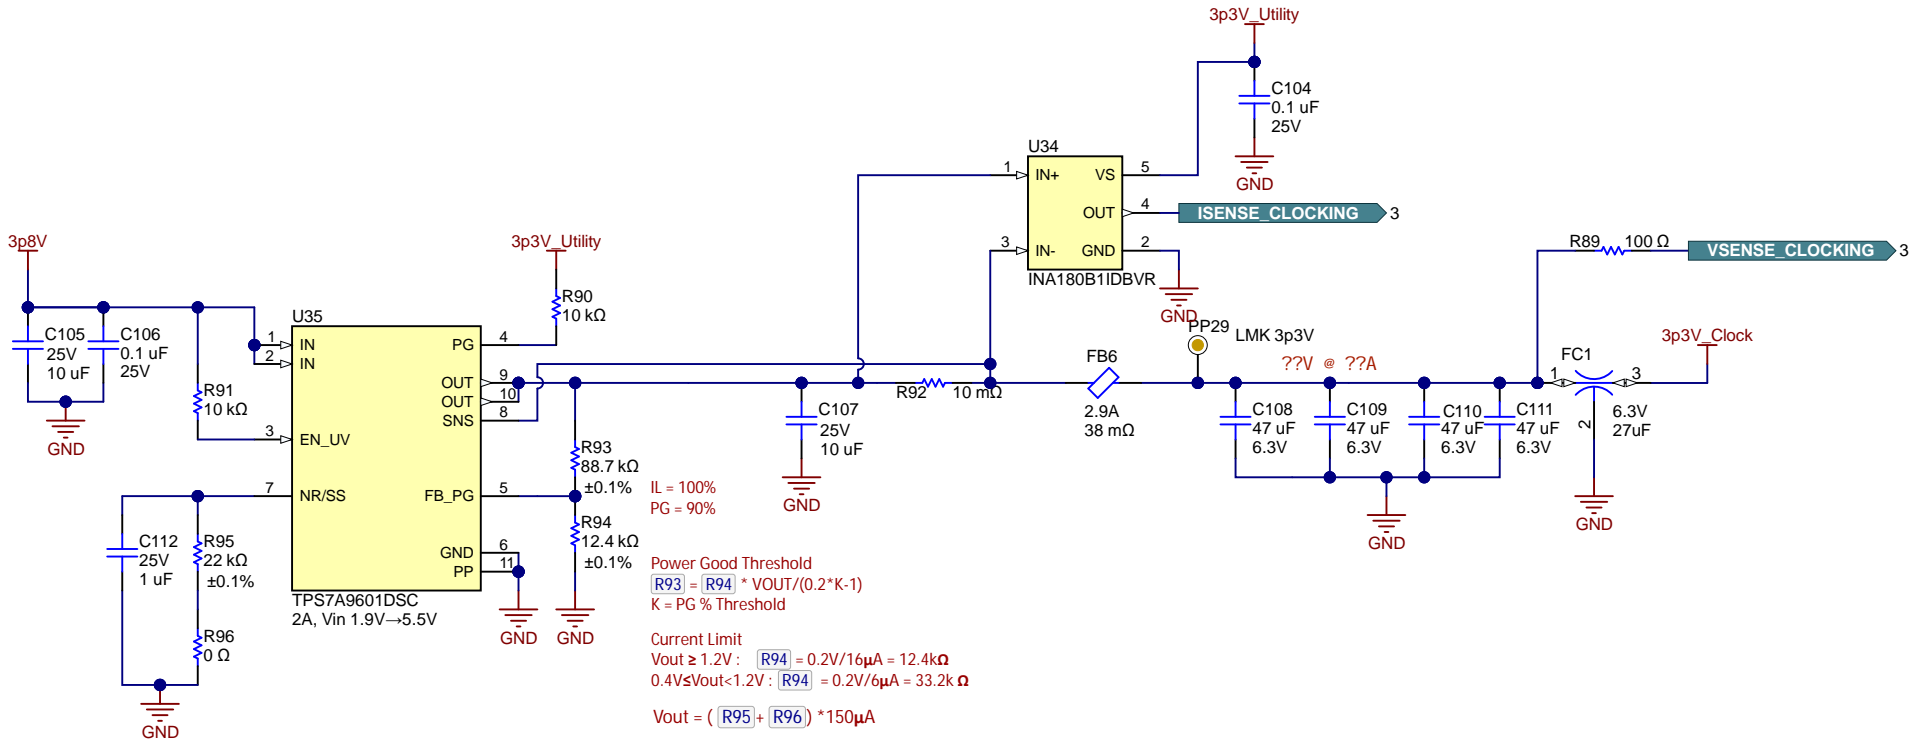 3p3V_Utility
C104
0.1 uF
25V
GND
U34
1
IN+
VS
5
OUT
4
ISENSE_CLOCKING
3
3
IN-
GND
2
INA180B1IDBVR
GND
3p8V
C105
25V
10 uF
C106
0.1 uF
25V
GND
R91
10 kΩ
3p3V_Utility
R90
10 kΩ
U35
1
IN
2
IN
3
EN_UV
7
NR/SS
PG
4
OUT
9
OUT
10
SNS
8
FB_PG
5
GND
6
PP
11
TPS7A9601DSC
2A, Vin 1.9V→5.5V
C112
25V
1 uF
R95
22 kΩ
±0.1%
R96
0 Ω
GND
GND
GND
R93
88.7 kΩ
±0.1%
R94
12.4 kΩ
±0.1%
IL = 100%
PG = 90%
Power Good Threshold
R93 = R94 * VOUT/(0.2*K-1)
K = PG % Threshold
Current Limit
Vout ≥ 1.2V : R94 = 0.2V/16µA = 12.4kΩ
0.4V≤Vout<1.2V : R94 = 0.2V/6µA = 33.2k Ω
Vout = ( R95 + R96 ) *150µA
C107
25V
10 uF
GND
R92
10 mΩ
FB6
2.9A
38 mΩ
PP29
LMK 3p3V
??V @ ??A
C108
47 uF
6.3V
C109
47 uF
6.3V
C110
47 uF
6.3V
C111
47 uF
6.3V
GND
R89
100 Ω
VSENSE_CLOCKING
3
FC1
1
3
2
6.3V
27uF
GND
3p3V_Clock